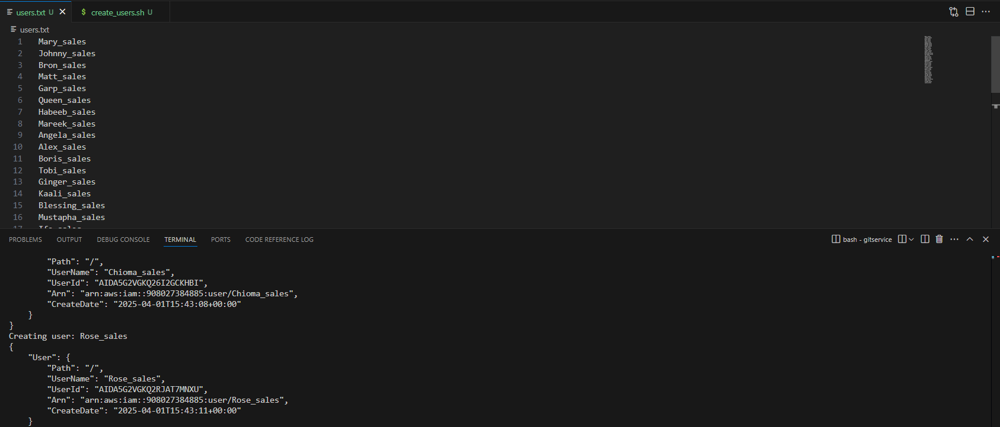 users.txt U
$ create_users.sh U
users.txt
1 Mary_sales
2 Johnny_sales
3 Bron_sales
4 Matt_sales
5 Garp_sales
6 Queen_sales
7 Habeeb_sales
8 Mareek_sales
9 Angela_sales
10 Alex_sales
11 Boris_sales
12 Tobi_sales
13 Ginger_sales
14 Kaali_sales
15 Blessing_sales
16 Mustapha_sales
17 Ife_sales
PROBLEMS OUTPUT DEBUG CONSOLE TERMINAL PORTS CODE REFERENCE LOG
bash - gitservice
"Path": "/",
"UserName": "Chioma_sales",
"UserId": "AIDA5G2VGKQ26I2GCKHBI",
"Arn": "arn:aws:iam::908027384885:user/Chioma_sales",
"CreateDate": "2025-04-01T15:43:08+00:00"
}
}
Creating user: Rose_sales
{
"User": {
"Path": "/",
"UserName": "Rose_sales",
"UserId": "AIDA5G2VGKQ2RJAT7MNXU",
"Arn": "arn:aws:iam::908027384885:user/Rose_sales",
"CreateDate": "2025-04-01T15:43:11+00:00"
}